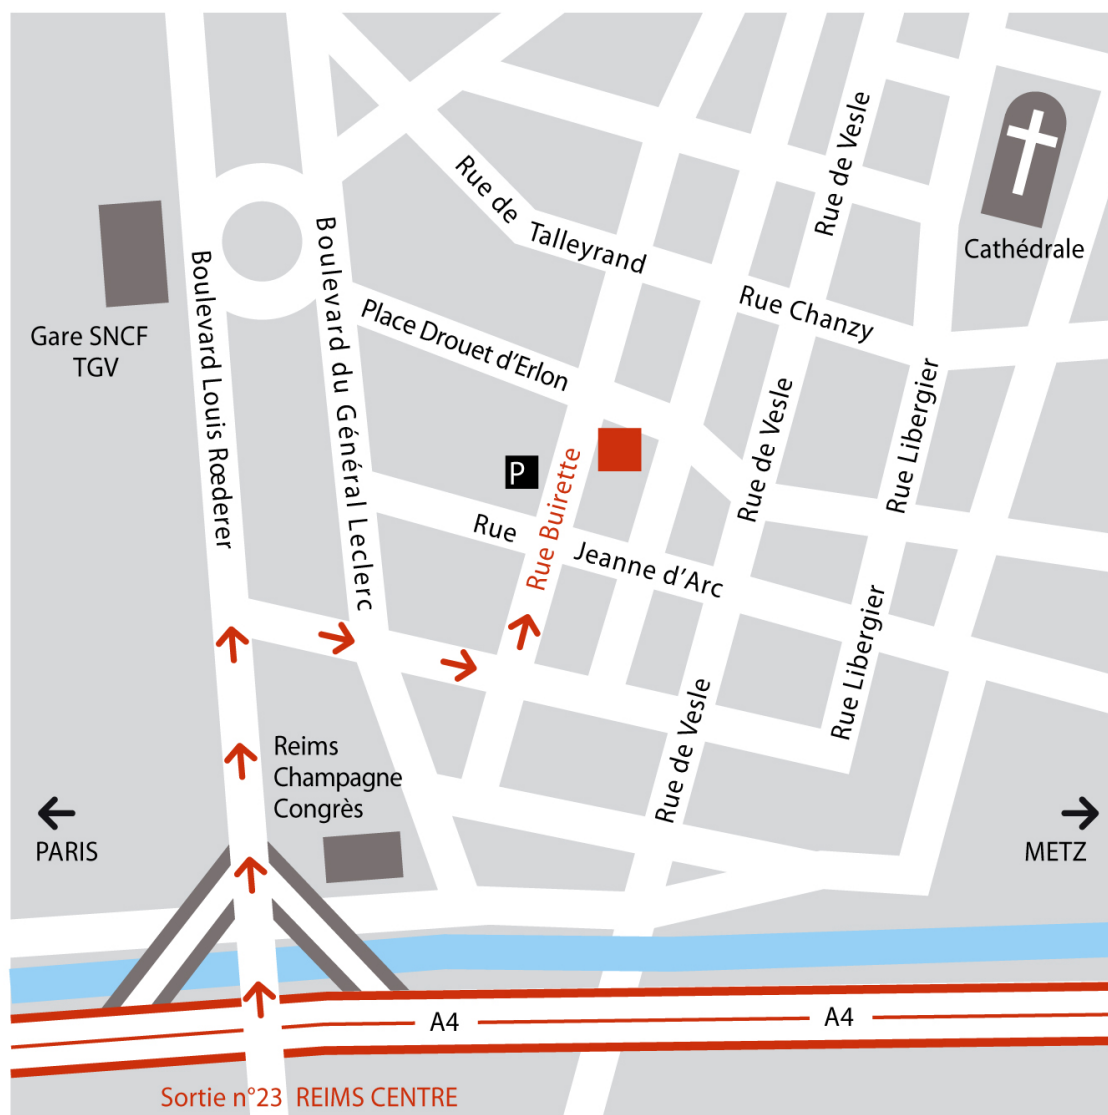 Rue de Vesle
Rue de
Talleyrand
Cathédrale
Boulevard Louis Rœderer
Boulevard du Général Leclerc
Gare SNCF
TGV
Place Drouet d'Erlon
Rue Chanzy
Rue de Vesle
Rue Libergier
P
Rue Buirette
Rue
Jeanne d'Arc
Rue Libergier
Rue de Vesle
Reims
Champagne
Congrès
PARIS
METZ
A4
A4
Sortie n°23 REIMS CENTRE